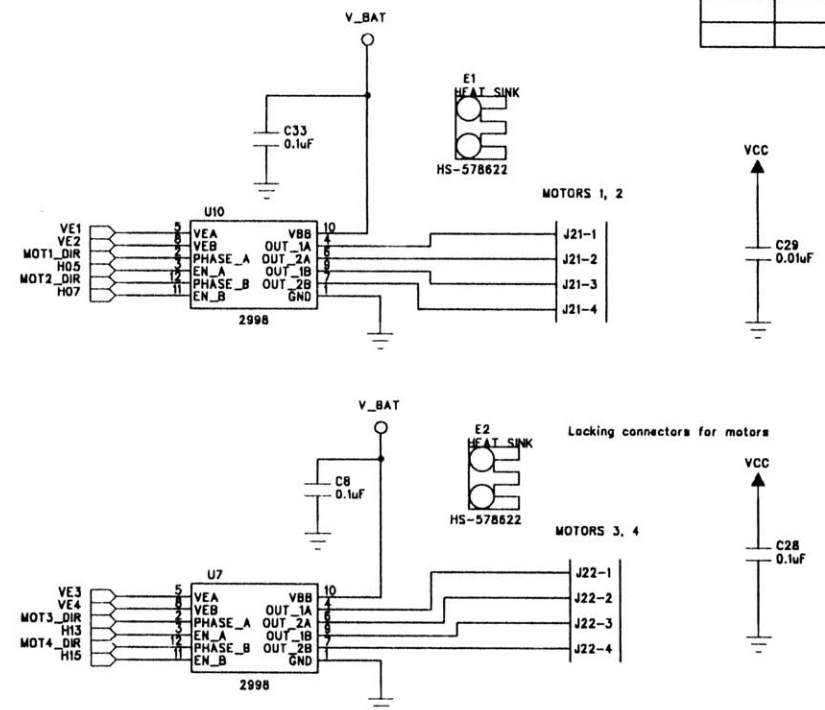 V_BAT
E1
HEAT SINK
C33
0.1uF
HS-578622
VCC
MOTORS 1, 2
U10
VE1 5 VEA VBB 10
VE2 8 VEB OUT_1A 4 J21-1
MOT1_DIR 2 PHASE_A OUT_2A 6 J21-2
H05 3 EN_A OUT_1B 9 J21-3
MOT2_DIR 12 PHASE_B OUT_2B 7
H07 11 EN_B GND 1 J21-4
2998
C29
0.01uF
V_BAT
E2
HEAT SINK
Locking connectors for motors
C8
0.1uF
HS-578622
VCC
MOTORS 3, 4
C28
0.1uF
U7
VE3 5 VEA VBB 10 J22-1
VE4 8 VEB OUT_1A 4 J22-2
MOT3_DIR 2 PHASE_A OUT_2A 6
H13 3 EN_A OUT_1B 9 J22-3
MOT4_DIR 12 PHASE_B OUT_2B 7 J22-4
H15 11 EN_B GND 1
2998